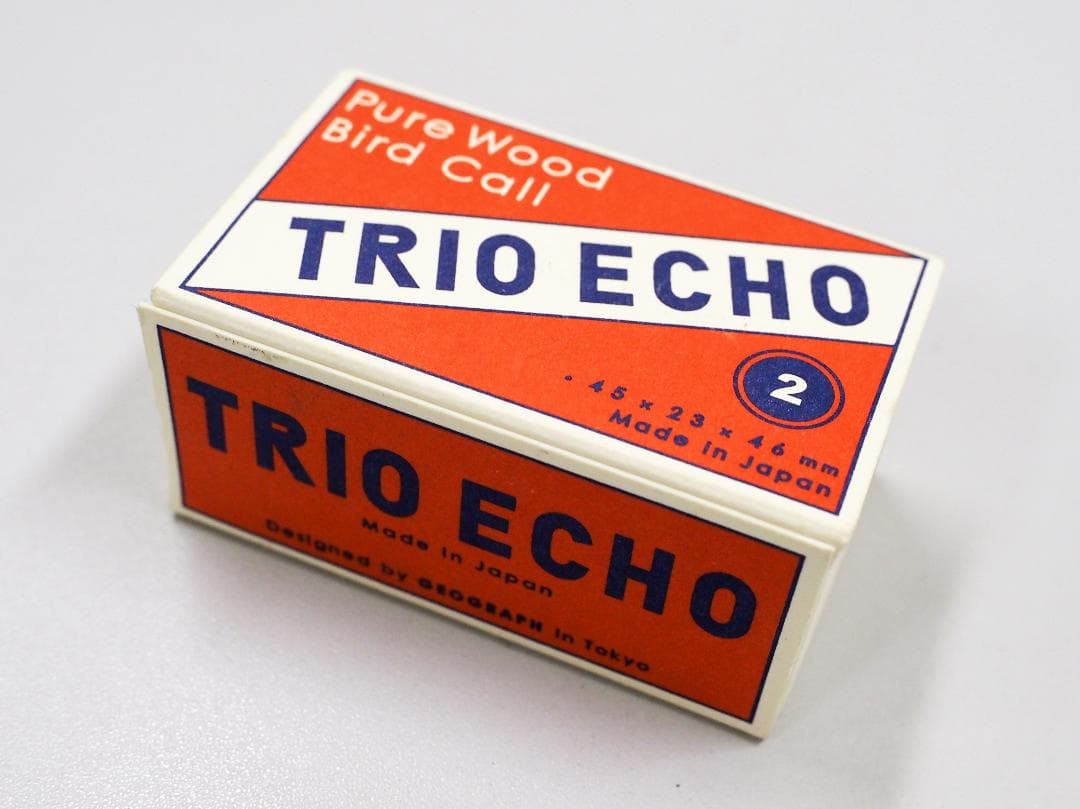 Pure Wood
Bird Call
TRIO ECHO
2
. 45 x 23 x 46 mm
Made in Japan
TRIO ECHO
Made in Japan
Designed by GEOGRAPH in Tokyo